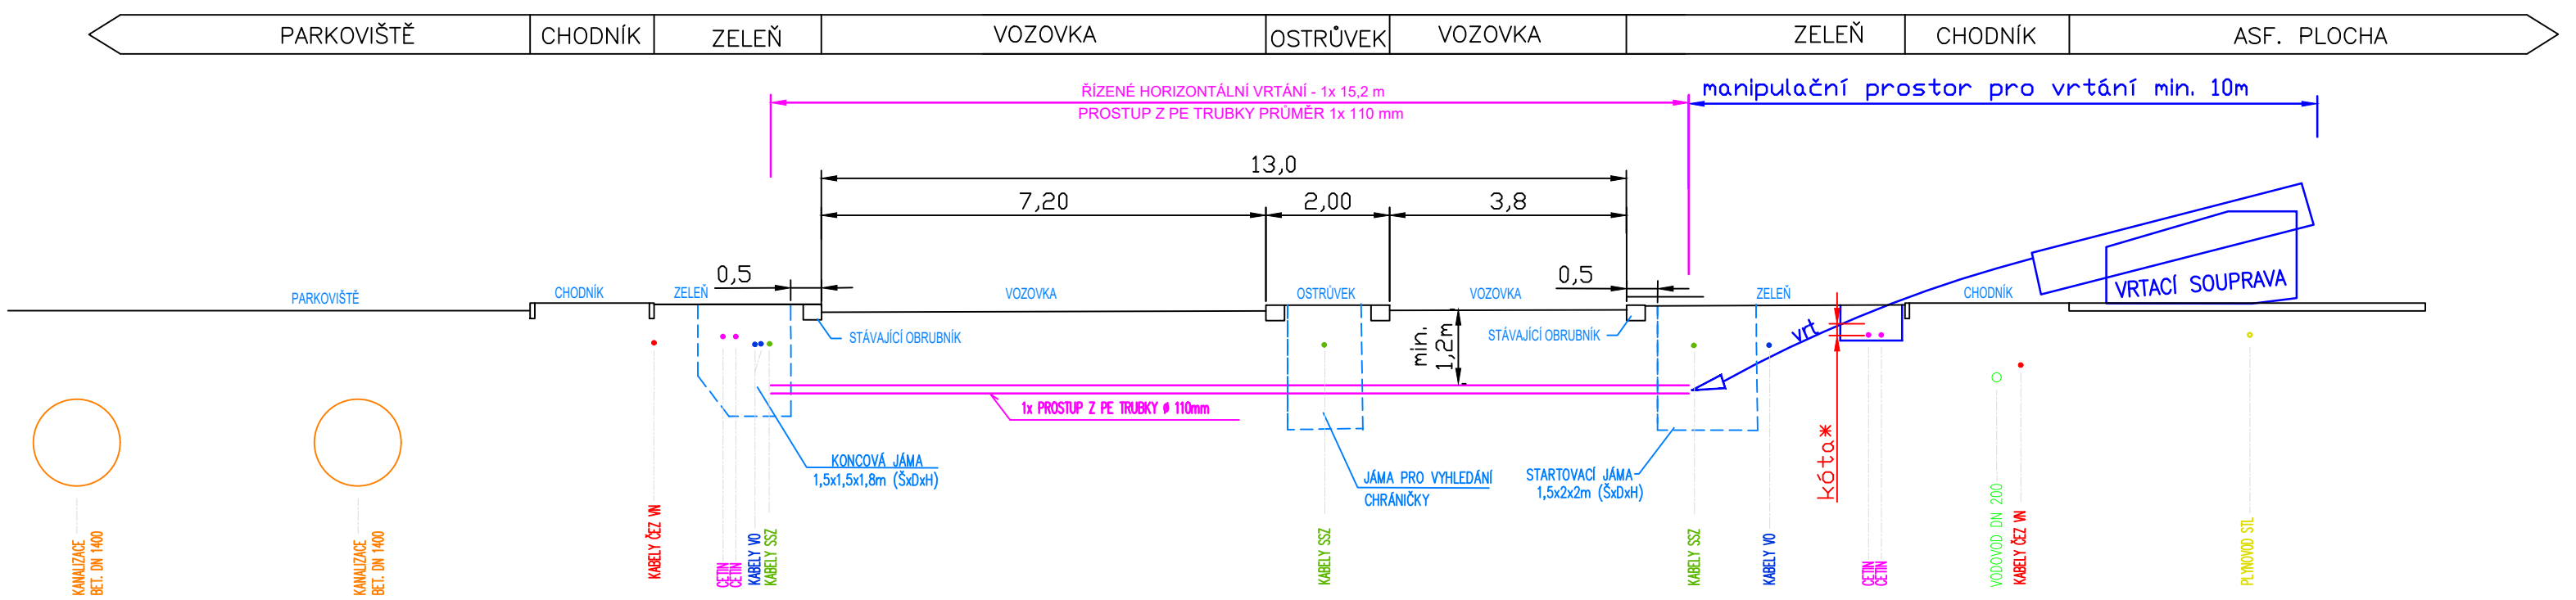 PARKOVIŠTĚ
CHODNÍK
ZELEŇ
VOZOVKA
OSTRŮVEK
VOZOVKA
ZELEŇ
CHODNÍK
ASF. PLOCHA
ŘÍZENÉ HORIZONTÁLNÍ VRTÁNÍ - 1x 15,2 m
PROSTUP Z PE TRUBKY PRŮMĚR 1x 110 mm
manipulační prostor pro vrtání min. 10m
13,0
7,20
2,00
3,8
0,5
0,5
PARKOVIŠTĚ
CHODNÍK
ZELEŇ
VOZOVKA
OSTRŮVEK
VOZOVKA
ZELEŇ
CHODNÍK
VRTACÍ SOUPRAVA
STÁVAJÍCÍ OBRUBNÍK
min.
1,2m
STÁVAJÍCÍ OBRUBNÍK
vrt
1x PROSTUP Z PE TRUBKY ø 110mm
KONCOVÁ JÁMA
1,5x1,5x1,8m (ŠxDxH)
JÁMA PRO VYHLEDÁNÍ
CHRÁNIČKY
STARTOVACÍ JÁMA
1,5x2x2m (ŠxDxH)
kóta*
KANALIZACE
BET. DN 1400
KANALIZACE
BET. DN 1400
KABELY ČEZ VN
CETIN
CETIN
KABELY VO
KABELY SSZ
KABELY SSZ
KABELY SSZ
KABELY VO
CETIN
CETIN
VODOVOD DN 200
KABELY ČEZ VN
PLYNOVOD STL